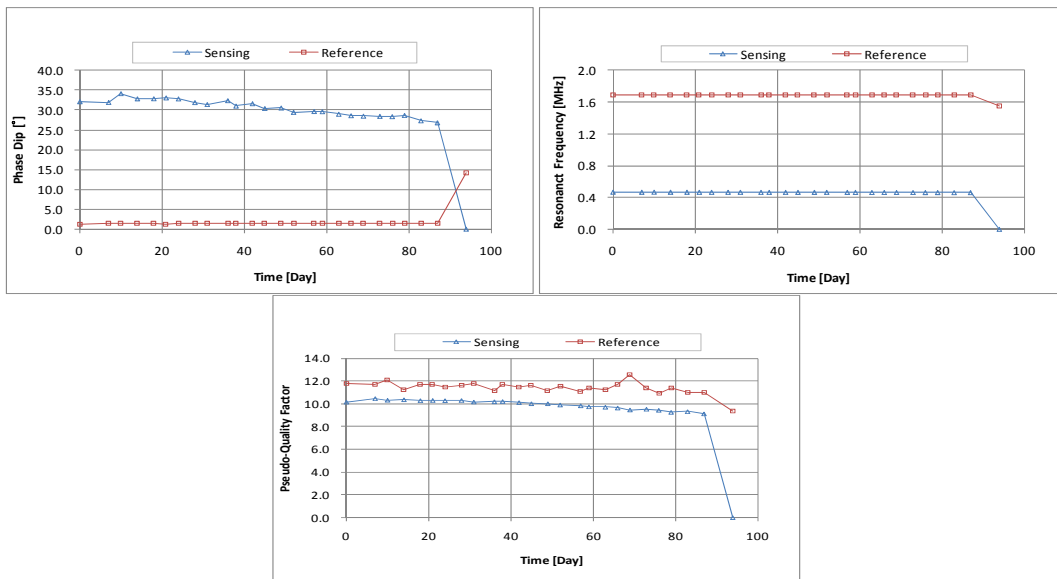 Sensing Reference
40.0
35.0
30.0
25.0
20.0
15.0
10.0
5.0
0.0
Phase Dip [°]
0 20 40 60 80 100
Time [Day]
Sensing Reference
2.0
1.6
1.2
0.8
0.4
0.0
Resonanct Frequency [MHz]
0 20 40 60 80 100
Time [Day]
Sensing Reference
14.0
12.0
10.0
8.0
6.0
4.0
2.0
0.0
Pseudo-Quality Factor
0 20 40 60 80 100
Time [Day]